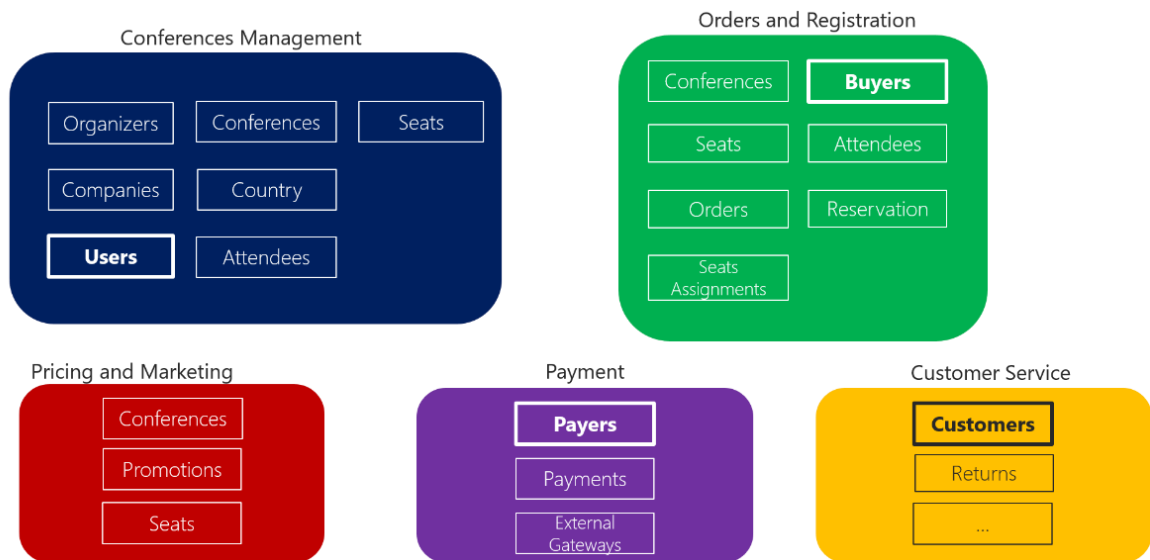 Conferences Management
Organizers
Conferences
Seats
Companies
Country
Users
Attendees
Orders and Registration
Conferences
Buyers
Seats
Attendees
Orders
Reservation
Seats
Assignments
Pricing and Marketing
Conferences
Promotions
Seats
Payment
Payers
Payments
External
Gateways
Customer Service
Customers
Returns
...